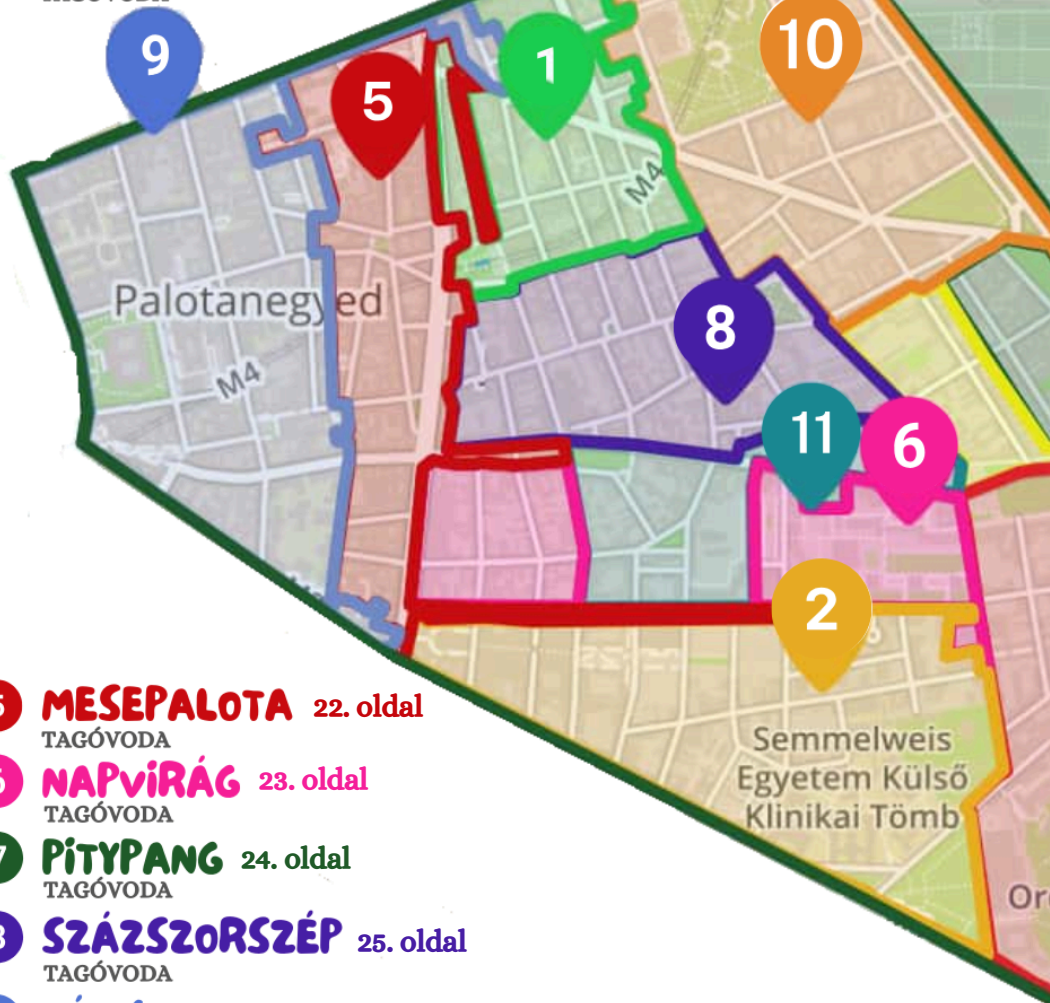 9
5
1
10
M4
Palotanegyed
M4
8
11
6
2
MESEPALOTA 22. oldal
TAGÓVODA
NAPViRÁG 23. oldal
TAGÓVODA
7 PiTYPANG 24. oldal
TAGÓVODA
SZÁZSZoRSZÉP 25. oldal
TAGÓVODA
Semmelweis
Egyetem Külső
Klinikai Tömb